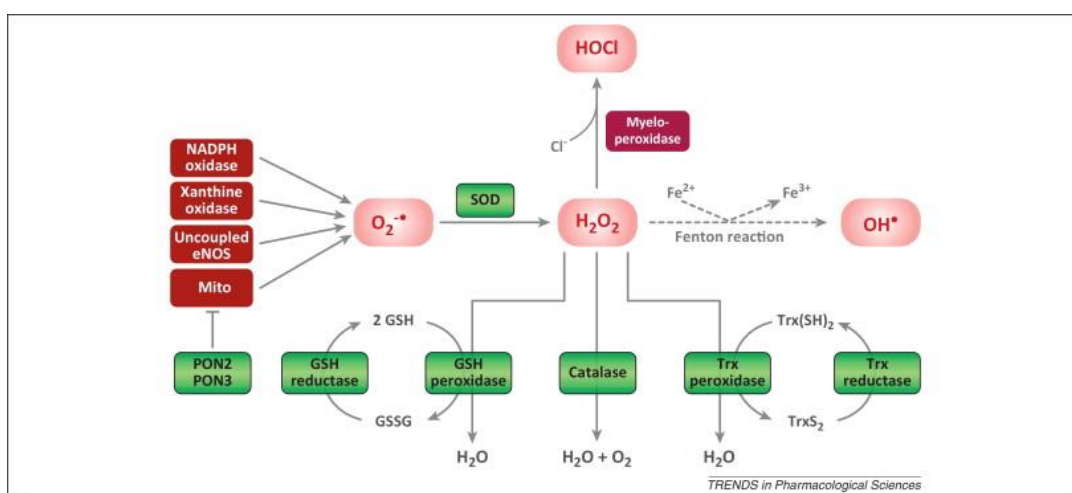 HOCl
Myelo-
peroxidase
Cl⁻
NADPH
oxidase
Xanthine
oxidase
Uncoupled
eNOS
Mito
O₂⁻•
SOD
H₂O₂
Fe²⁺
Fe³⁺
Fenton reaction
OH•
PON2
PON3
2 GSH
GSH
reductase
GSH
peroxidase
GSSG
H₂O
Catalase
H₂O + O₂
Trx(SH)₂
Trx
peroxidase
Trx
reductase
TrxS₂
H₂O
TRENDS in Pharmacological Sciences